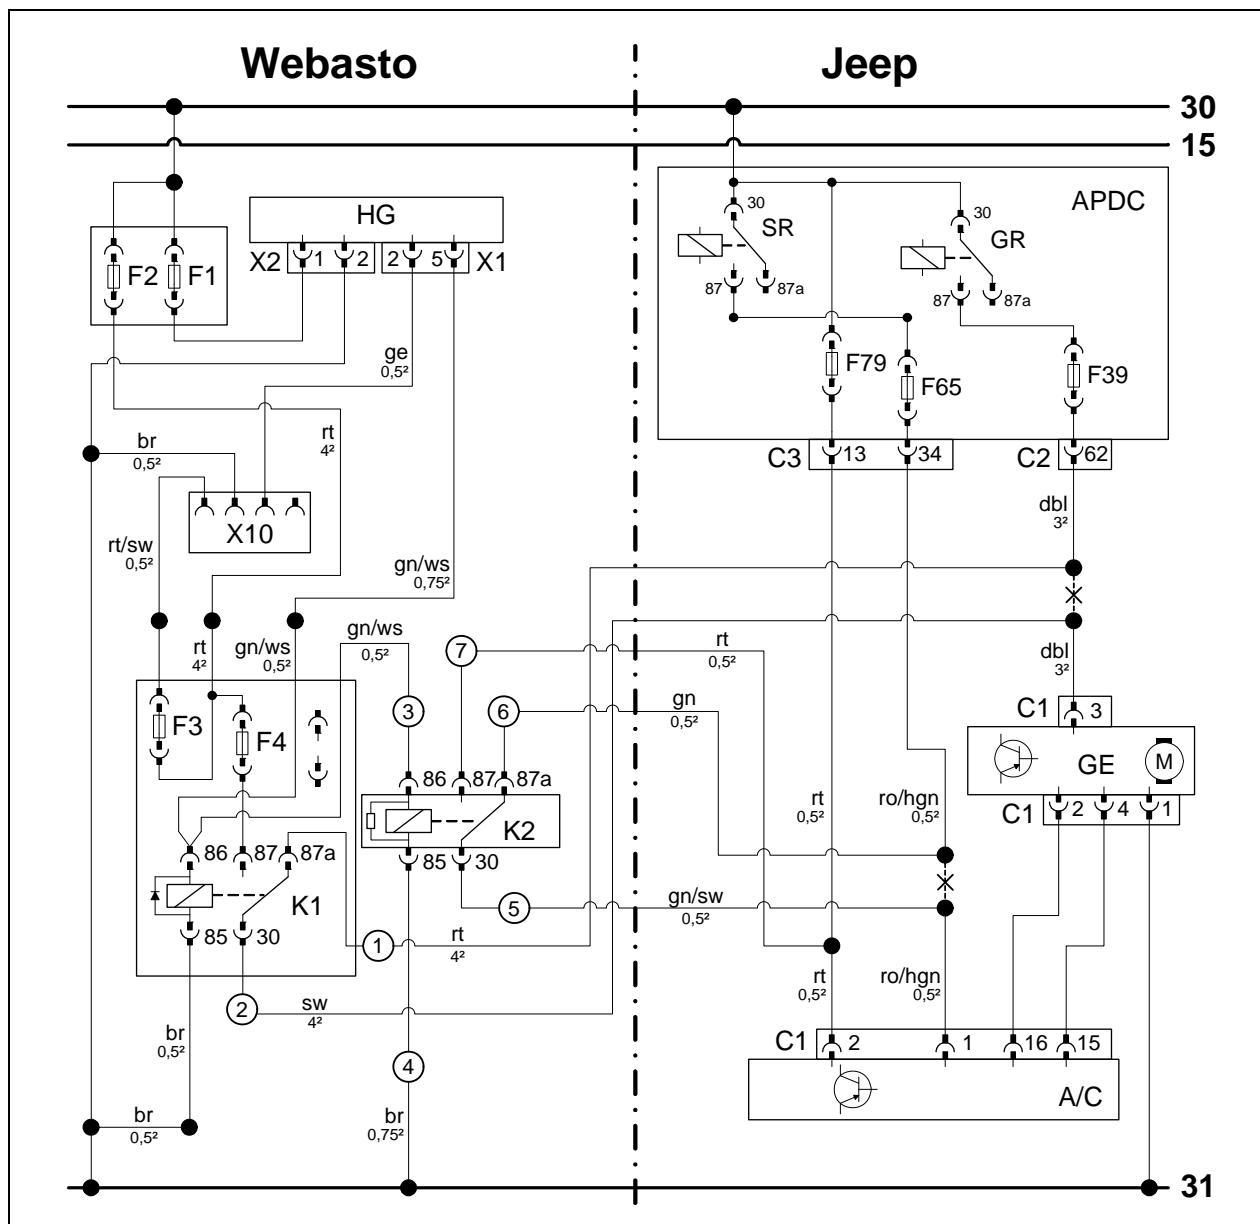 Webasto
Jeep
30
15
HG
APDC
30
SR
30
GR
X2
1
2
2
5
X1
F2
F1
87
87a
87
87a
ge
0,5²
F79
F65
F39
br
0,5²
rt
4²
C3
13
34
C2
62
X10
dbl
3²
rt/sw
0,5²
gn/ws
0,75²
gn/ws
0,5²
7
rt
0,5²
rt
4²
gn/ws
0,5²
dbl
3²
3
6
gn
0,5²
C1
3
F3
F4
GE
M
86
87
87a
rt
0,5²
ro/hgn
0,5²
C1
2
4
1
K2
86
87
87a
85
30
K1
5
gn/sw
0,5²
85
30
1
rt
4²
rt
0,5²
ro/hgn
0,5²
2
sw
4²
br
0,5²
C1
2
1
16
15
4
A/C
br
0,5²
br
0,75²
31